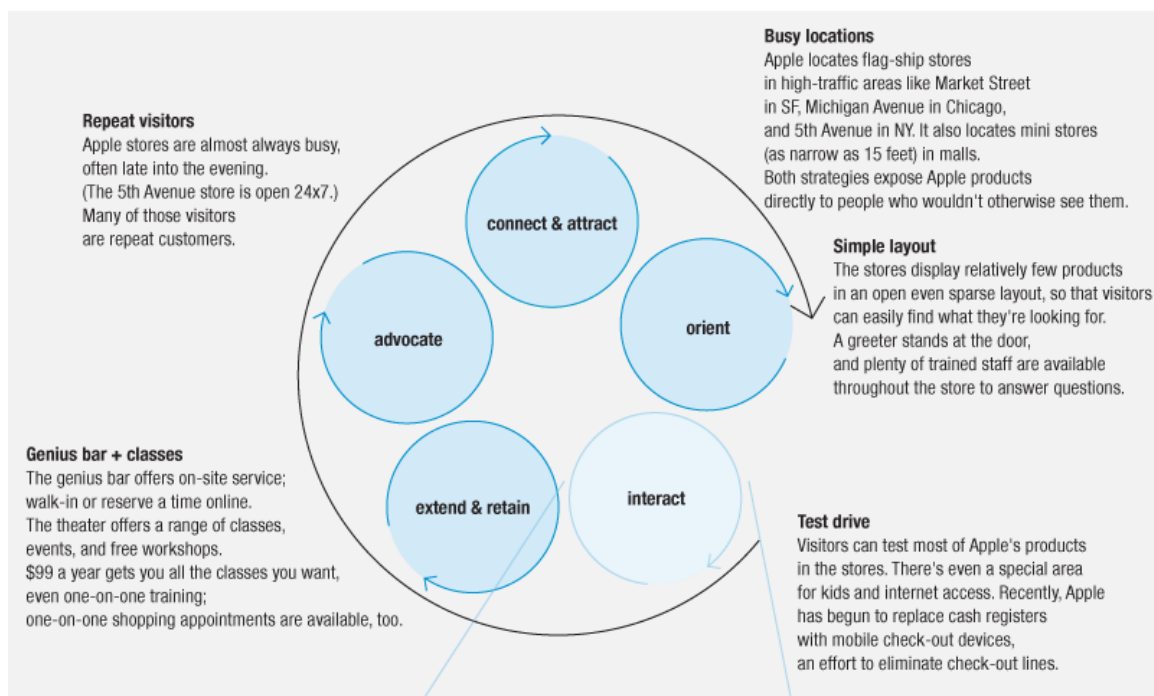 Busy locations
Apple locates flag-ship stores
in high-traffic areas like Market Street
in SF, Michigan Avenue in Chicago,
and 5th Avenue in NY. It also locates mini stores
(as narrow as 15 feet) in malls.
Both strategies expose Apple products
directly to people who wouldn't otherwise see them.
Repeat visitors
Apple stores are almost always busy,
often late into the evening.
(The 5th Avenue store is open 24x7.)
Many of those visitors
are repeat customers.
connect & attract
Simple layout
The stores display relatively few products
in an open even sparse layout, so that visitors
can easily find what they're looking for.
A greeter stands at the door,
and plenty of trained staff are available
throughout the store to answer questions.
orient
advocate
Genius bar + classes
The genius bar offers on-site service;
walk-in or reserve a time online.
The theater offers a range of classes,
events, and free workshops.
$99 a year gets you all the classes you want,
even one-on-one training;
one-on-one shopping appointments are available, too.
extend & retain
interact
Test drive
Visitors can test most of Apple's products
in the stores. There's even a special area
for kids and internet access. Recently, Apple
has begun to replace cash registers
with mobile check-out devices,
an effort to eliminate check-out lines.